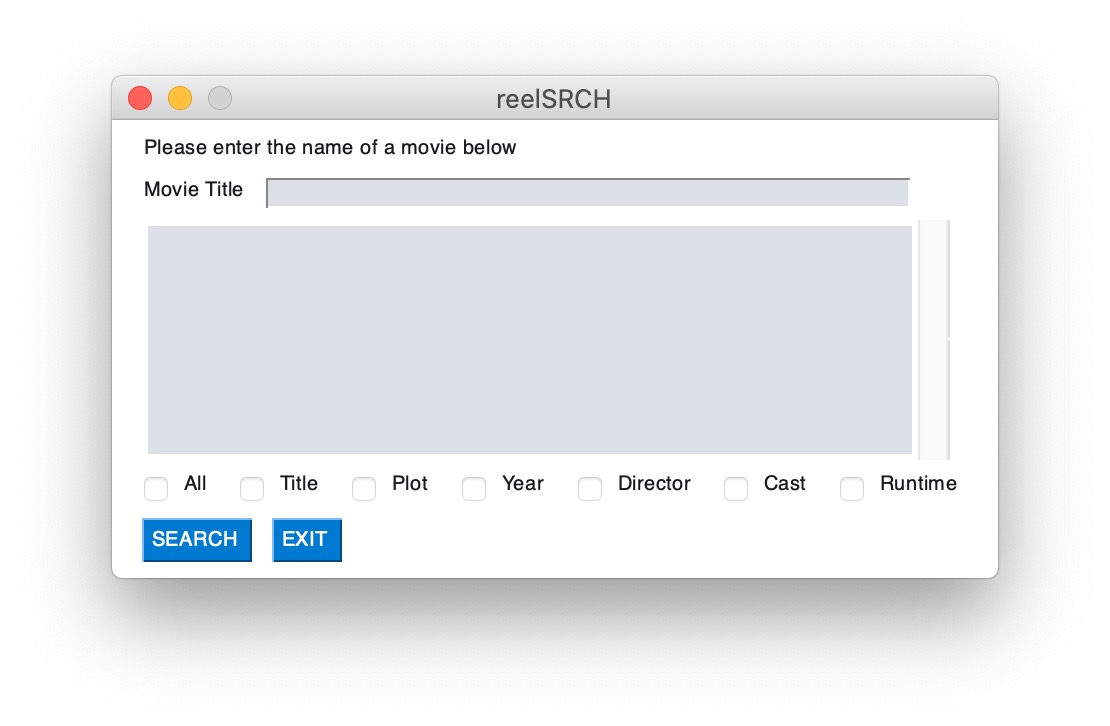 reelSRCH
Please enter the name of a movie below
Movie Title
All Title Plot Year Director Cast Runtime
SEARCH EXIT